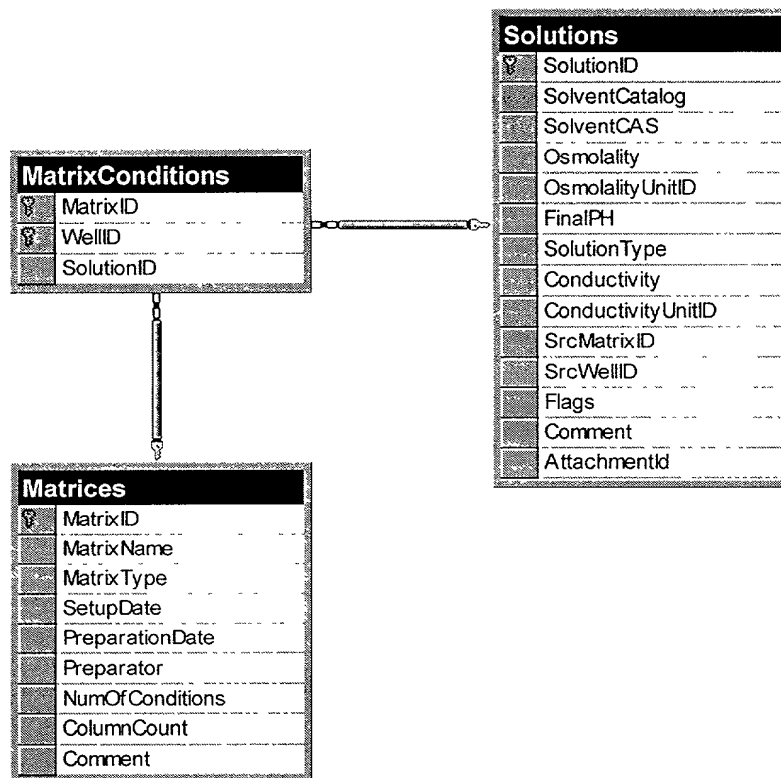 Solutions
SolutionID
SolventCatalog
SolventCAS
Osmolality
OsmolalityUnitID
FinalPH
SolutionType
Conductivity
ConductivityUnitID
SrcMatrixID
SrcWellID
Flags
Comment
AttachmentId
MatrixConditions
MatrixID
WellID
SolutionID
Matrices
MatrixID
MatrixName
MatrixType
SetupDate
PreparationDate
Preparator
NumOfConditions
ColumnCount
Comment